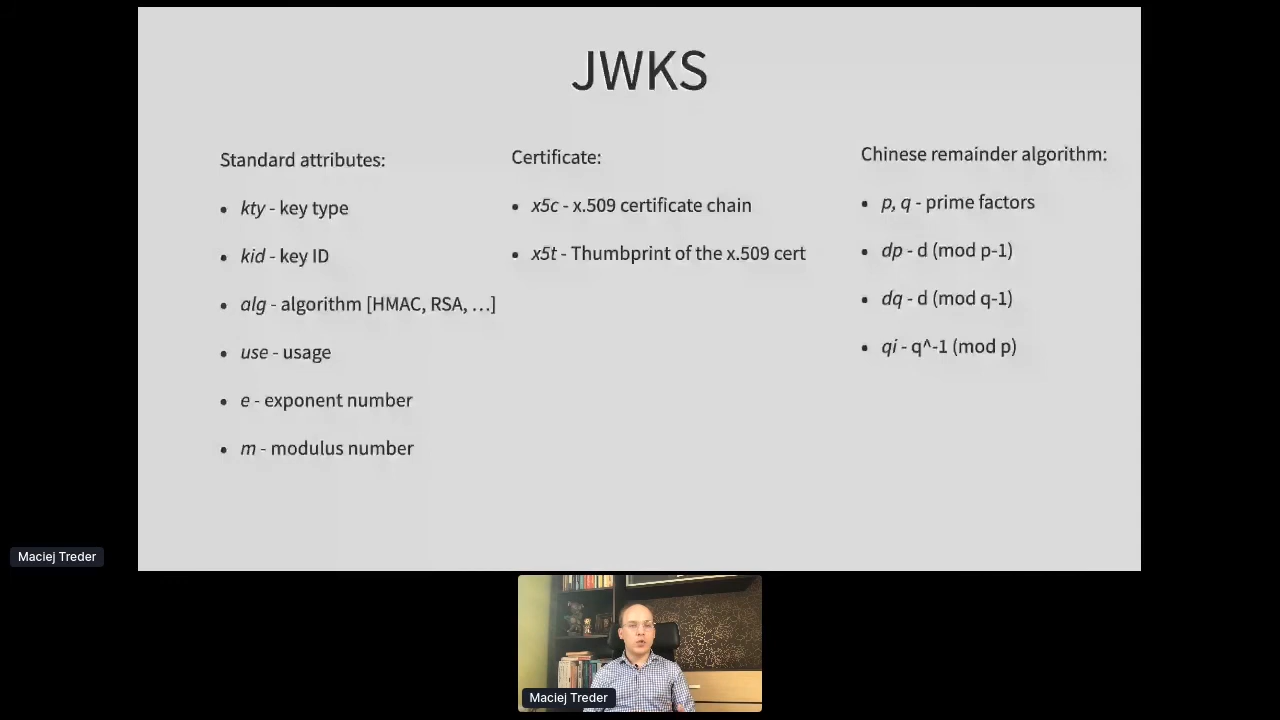 JWKS
Standard attributes:
• kty - key type
• kid - key ID
• alg - algorithm [HMAC, RSA, …]
• use - usage
• e - exponent number
• m - modulus number
Certificate:
• x5c - x.509 certificate chain
• x5t - Thumbprint of the x.509 cert
Chinese remainder algorithm:
• p, q - prime factors
• dp - d (mod p-1)
• dq - d (mod q-1)
• qi - q^-1 (mod p)
Maciej Treder
Maciej Treder